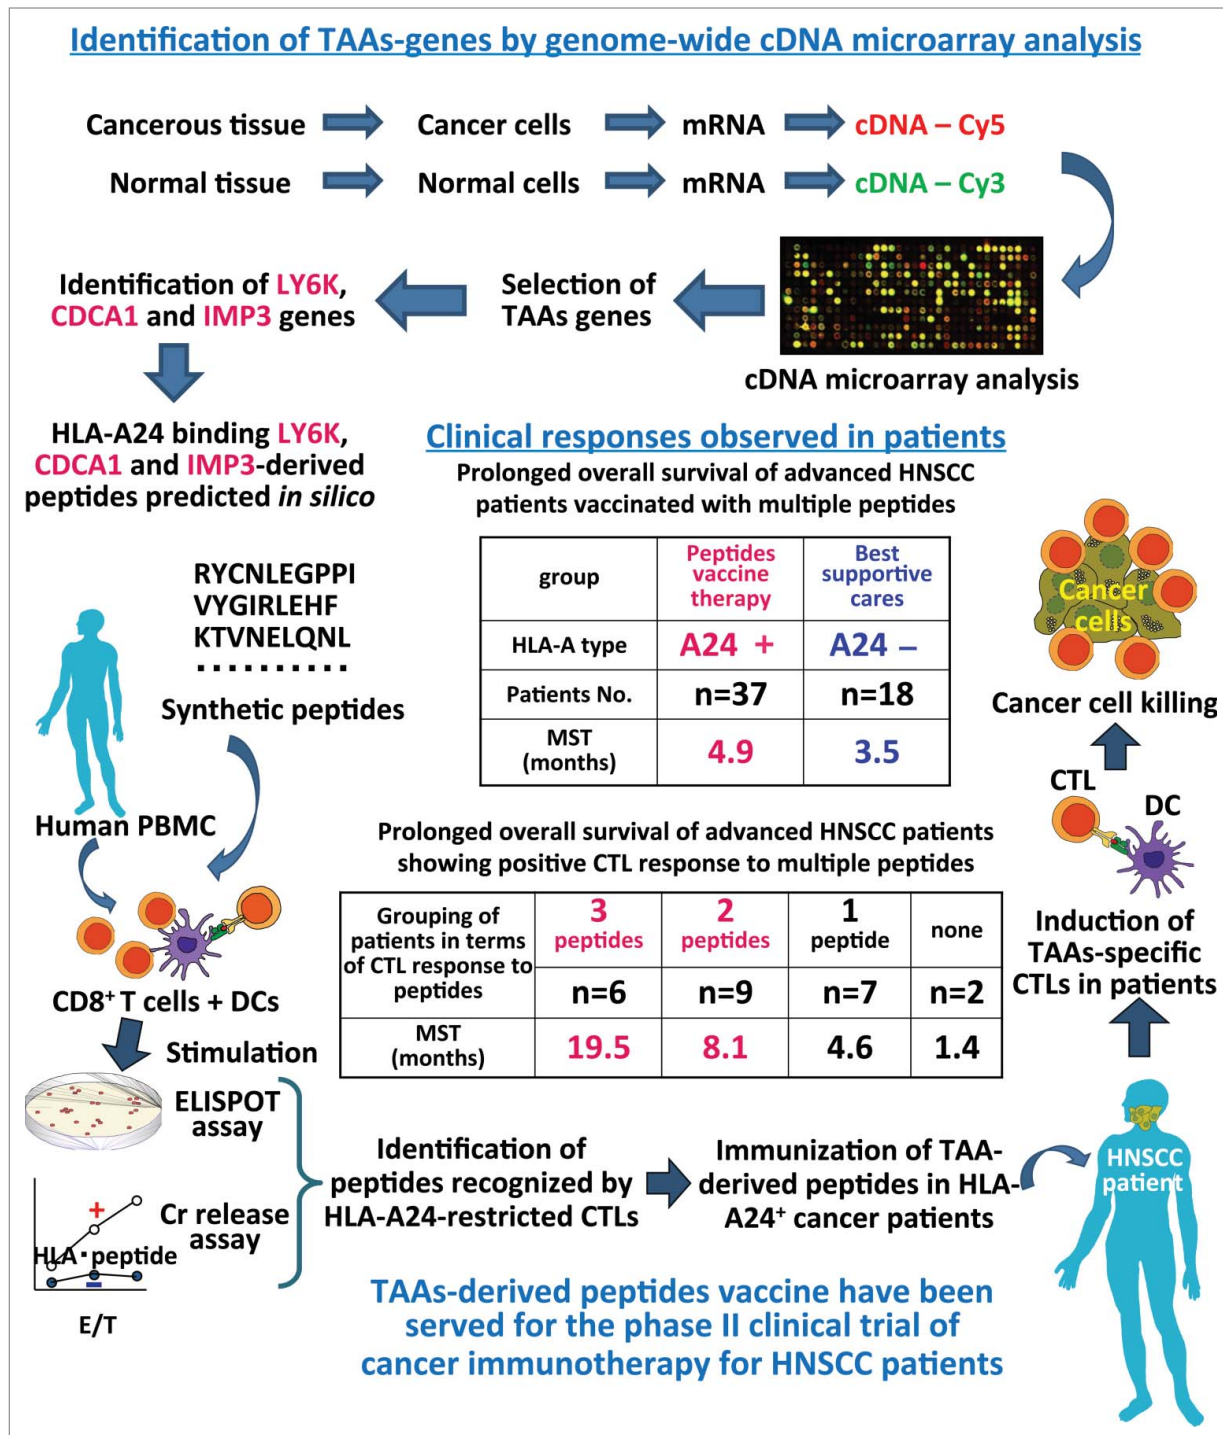 Identification of TAAs-genes by genome-wide cDNA microarray analysis
Cancerous tissue Cancer cells mRNA cDNA – Cy5
Normal tissue Normal cells mRNA cDNA – Cy3
Identification of LY6K,
CDCA1 and IMP3 genes
Selection of
TAAs genes
cDNA microarray analysis
HLA-A24 binding LY6K,
CDCA1 and IMP3-derived
peptides predicted in silico
RYCNLEGPPI
VYGIRLEHF
KTVNELQNL
••••••••••
Synthetic peptides
Human PBMC
CD8+ T cells + DCs
Stimulation
ELISPOT
assay
Cr release
assay
+
HLA・peptide
–
E/T
Clinical responses observed in patients
Prolonged overall survival of advanced HNSCC
patients vaccinated with multiple peptides
group
Peptides
vaccine
therapy
Best
supportive
cares
HLA-A type A24 + A24 –
Patients No. n=37 n=18
MST
(months)
4.9 3.5
Prolonged overall survival of advanced HNSCC patients
showing positive CTL response to multiple peptides
Grouping of
patients in terms
of CTL response to
peptides
3
peptides
2
peptides
1
peptide
none
n=6 n=9 n=7 n=2
MST
(months)
19.5 8.1 4.6 1.4
Identification of
peptides recognized by
HLA-A24-restricted CTLs
Immunization of TAA-
derived peptides in HLA-
A24+ cancer patients
HNSCC
patient
Induction of
TAAs-specific
CTLs in patients
CTL
DC
Cancer cell killing
Cancer
cells
TAAs-derived peptides vaccine have been
served for the phase II clinical trial of
cancer immunotherapy for HNSCC patients